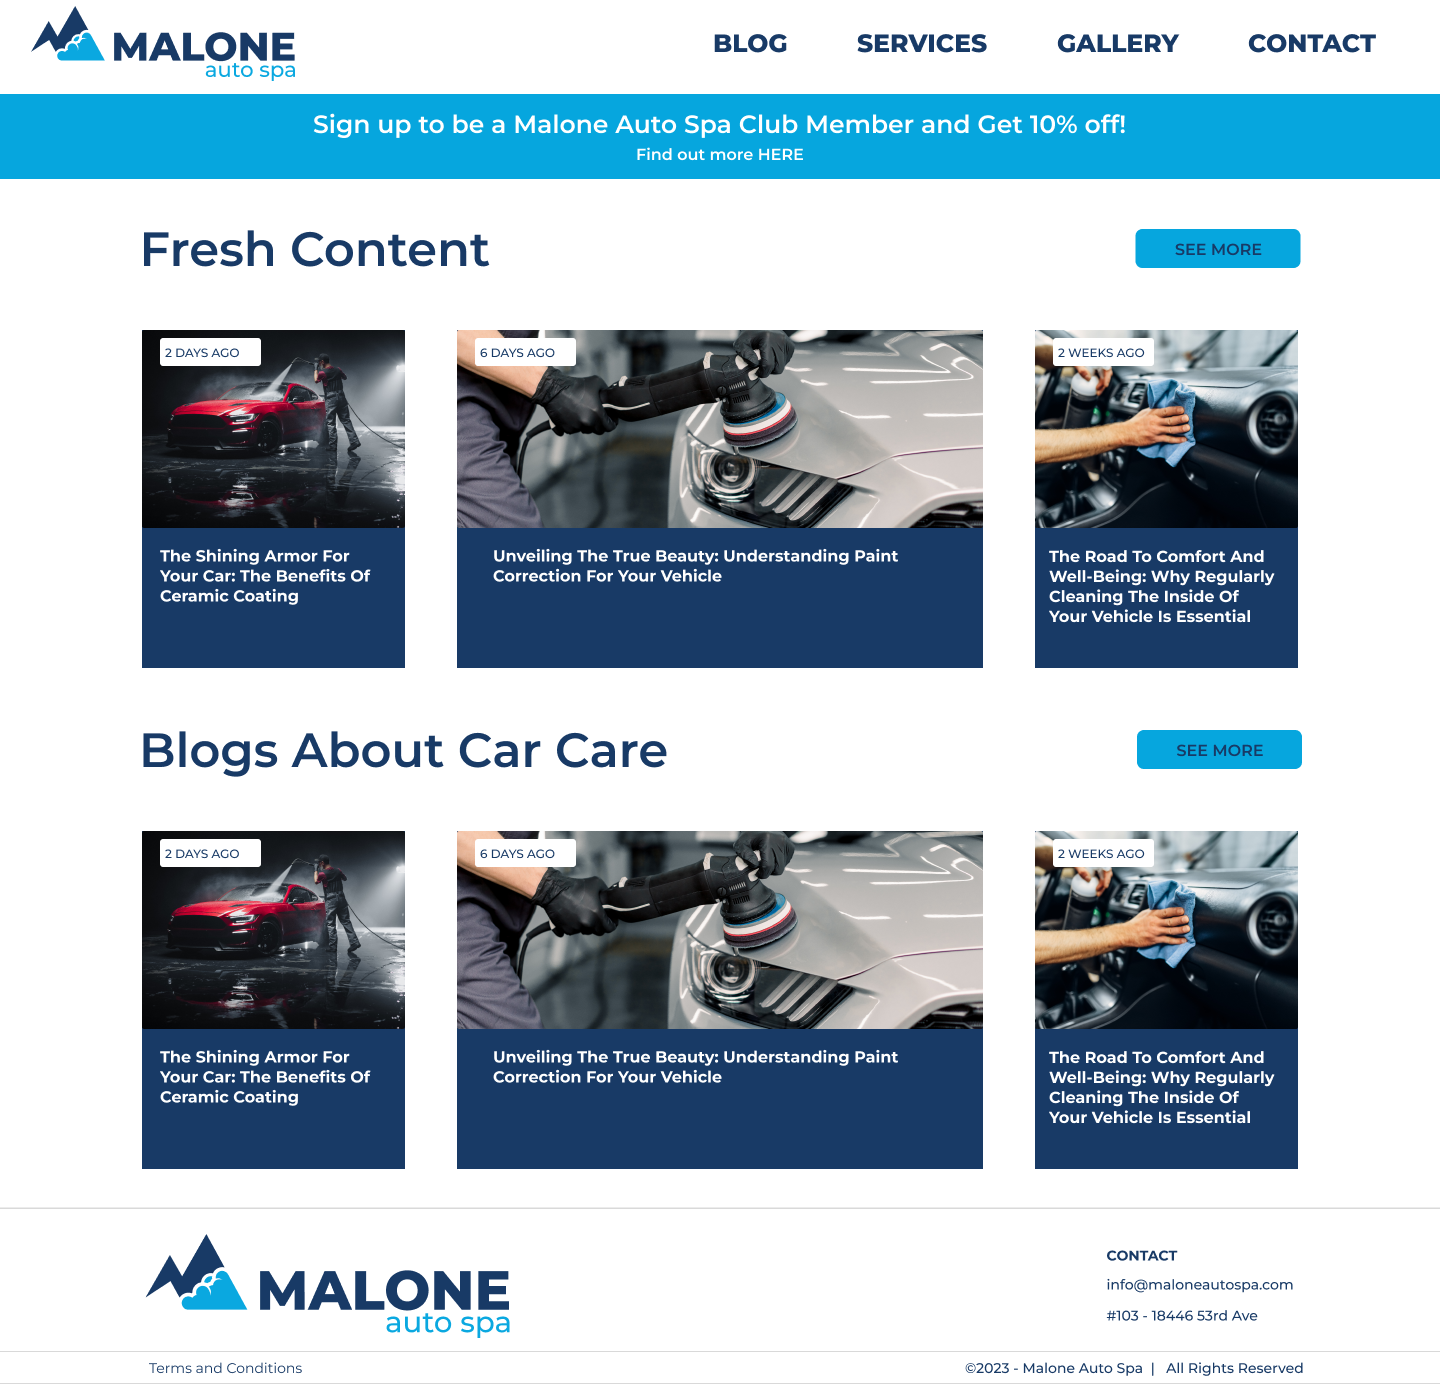 MALONE
auto spa
BLOG SERVICES GALLERY CONTACT
Sign up to be a Malone Auto Spa Club Member and Get 10% off!
Find out more HERE
Fresh Content
SEE MORE
2 DAYS AGO
The Shining Armor For
Your Car: The Benefits Of
Ceramic Coating
6 DAYS AGO
Unveiling The True Beauty: Understanding Paint
Correction For Your Vehicle
2 WEEKS AGO
The Road To Comfort And
Well-Being: Why Regularly
Cleaning The Inside Of
Your Vehicle Is Essential
Blogs About Car Care
SEE MORE
2 DAYS AGO
The Shining Armor For
Your Car: The Benefits Of
Ceramic Coating
6 DAYS AGO
Unveiling The True Beauty: Understanding Paint
Correction For Your Vehicle
2 WEEKS AGO
The Road To Comfort And
Well-Being: Why Regularly
Cleaning The Inside Of
Your Vehicle Is Essential
MALONE
auto spa
CONTACT
info@maloneautospa.com
#103 - 18446 53rd Ave
Terms and Conditions
©2023 - Malone Auto Spa | All Rights Reserved